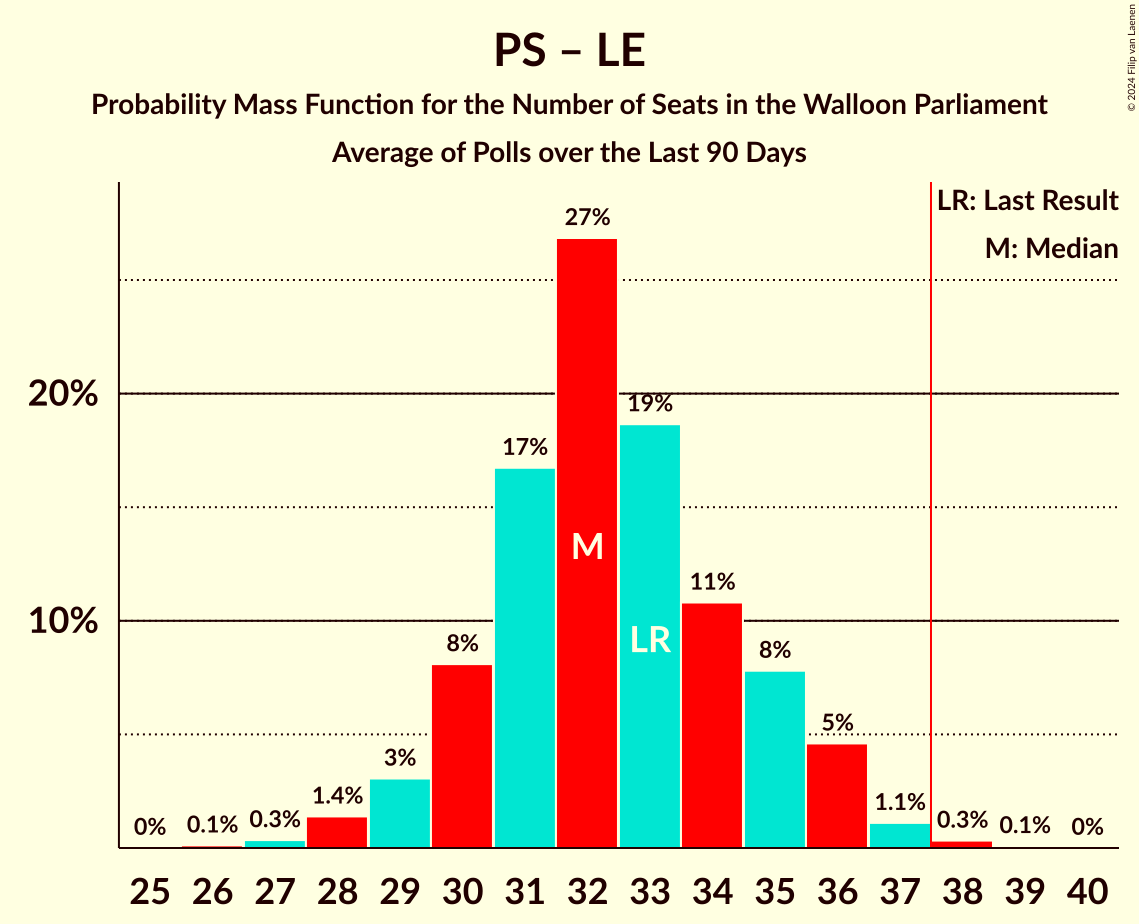 PS – LE
Probability Mass Function for the Number of Seats in the Walloon Parliament
Average of Polls over the Last 90 Days
© 2024 Filip van Laenen
LR: Last Result
M: Median
20%
10%
0%
0.1%
0.3%
1.4%
3%
8%
17%
27%
19%
11%
8%
5%
1.1%
0.3%
0.1%
0%
M
LR
25 26 27 28 29 30 31 32 33 34 35 36 37 38 39 40